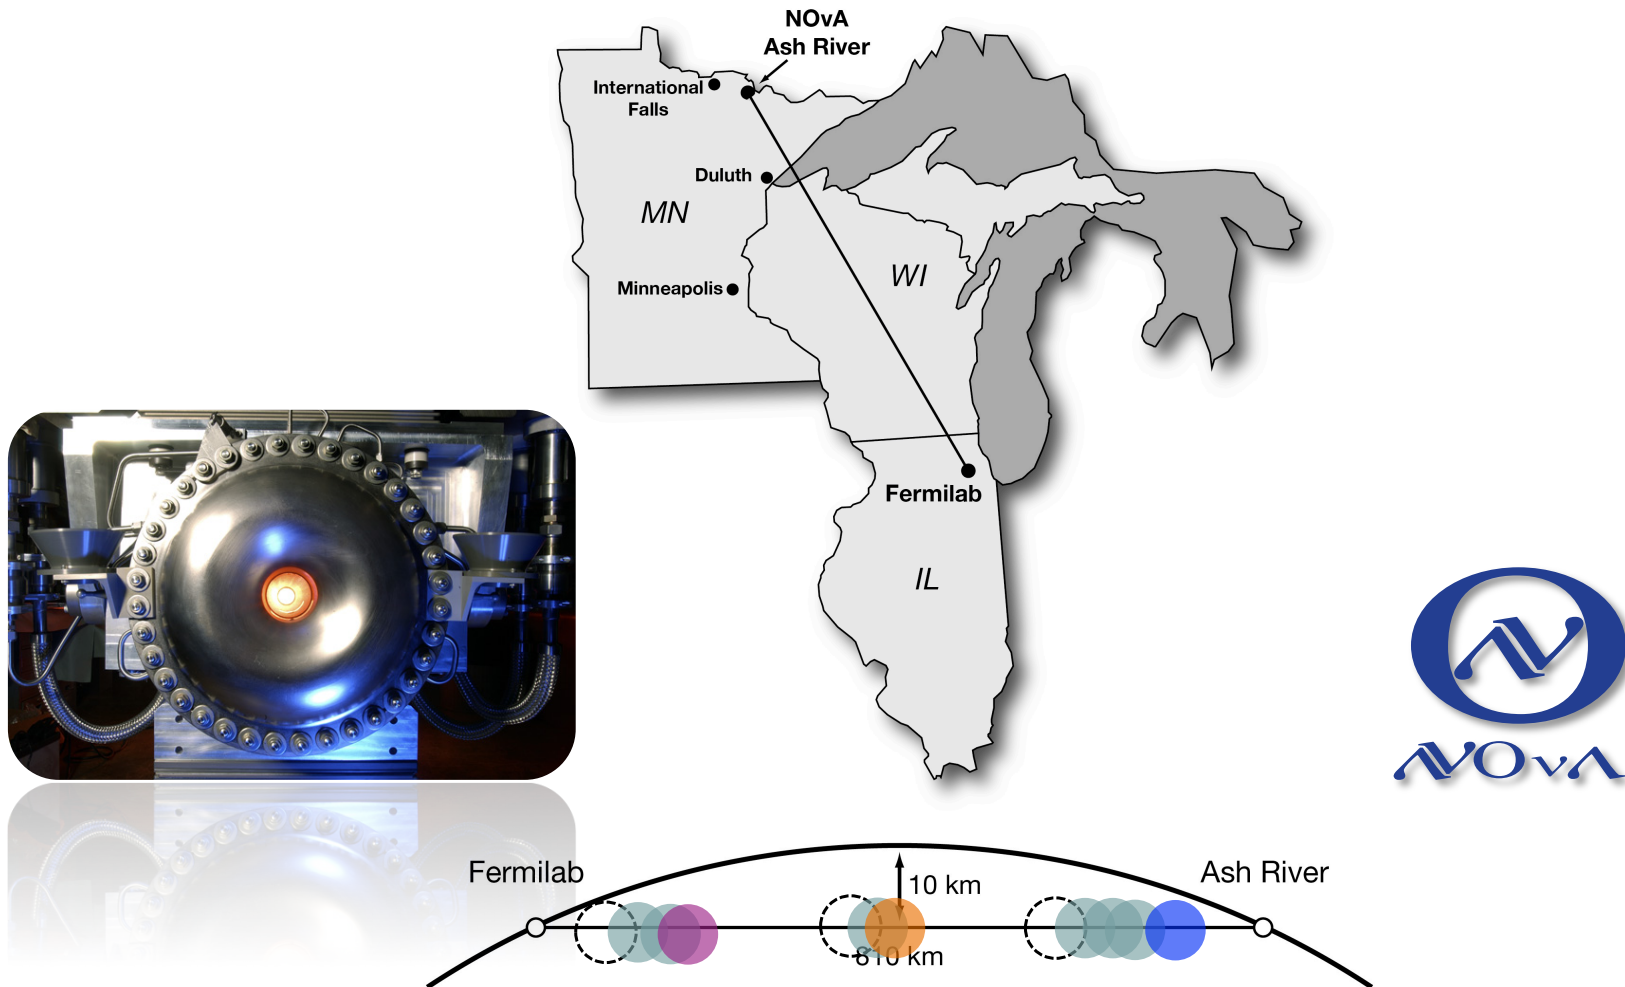 NOvA
Ash River
International
Falls
Duluth
MN
WI
Minneapolis
Fermilab
IL
NOvA
Fermilab
Ash River
10 km
810 km